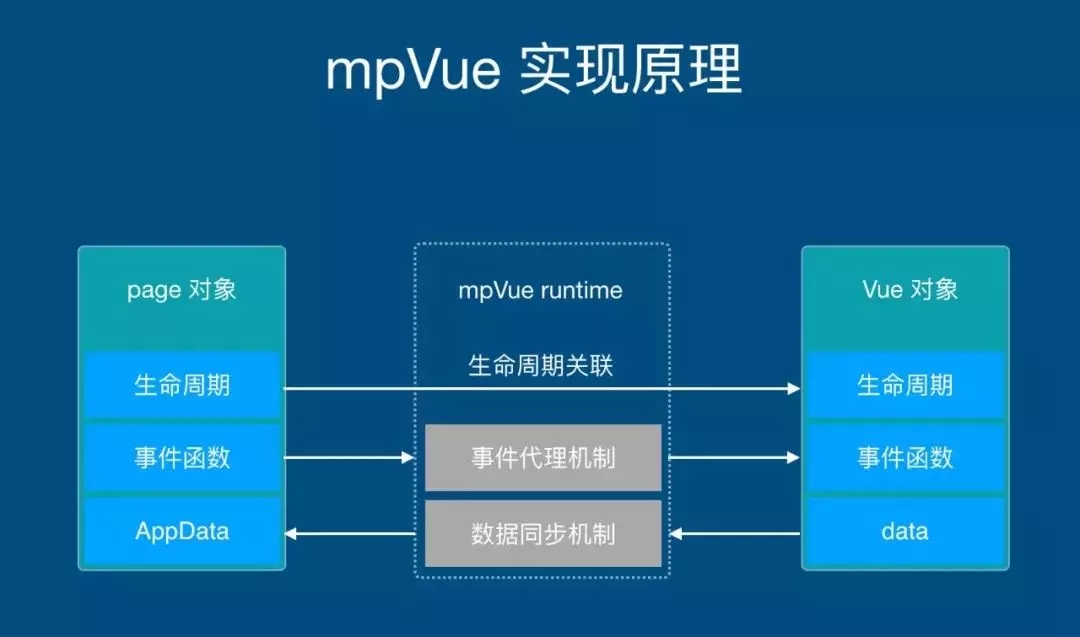 mpVue 实现原理
page 对象
mpVue runtime
Vue 对象
生命周期
生命周期关联
生命周期
事件函数
事件代理机制
事件函数
AppData
数据同步机制
data